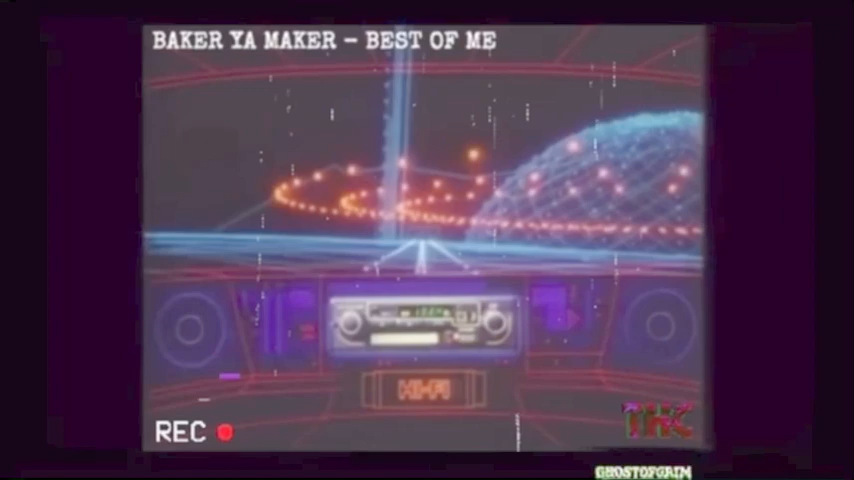 BAKER YA MAKER – BEST OF ME
HI-FI
REC
THC
GHOSTOFGRIM